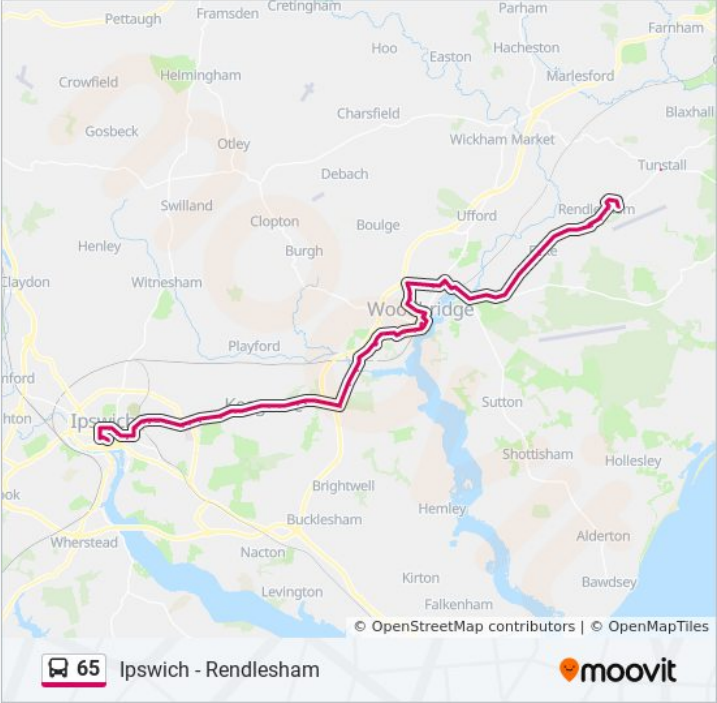 Cretingham
Parham
Framsden
Pettaugh
Farnham
Hoo
Hacheston
Easton
Helmingham
Marlesford
Crowfield
Charsfield
Blaxhall
Gosbeck
Otley
Wickham Market
Tunstall
Debach
Swilland
Rendlesham
Clopton
Ufford
Boulge
Henley
Burgh
Claydon
Witnesham
Woodbridge
Playford
Sutton
Ipswich
Shottisham
Hollesley
Brightwell
Hemley
Bucklesham
Alderton
Wherstead
Nacton
Kirton
Bawdsey
Levington
Falkenham
© OpenStreetMap contributors | © OpenMapTiles
65 Ipswich - Rendlesham
moovit